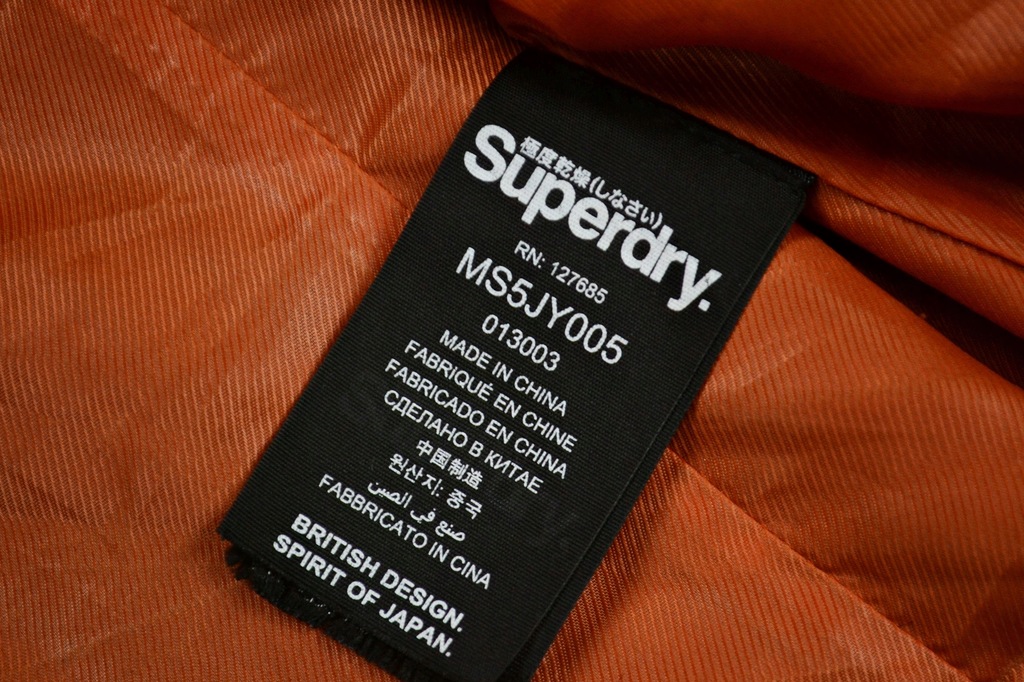 極度乾燥(しなさい)
Superdry.
RN: 127685
MS5JY005
013003
MADE IN CHINA
FABRIQUÉ EN CHINE
FABRICADO EN CHINA
СДЕЛАНО В КИТАЕ
中国制造
원산지: 중국
صنع في الصين
FABBRICATO IN CINA
BRITISH DESIGN.
SPIRIT OF JAPAN.